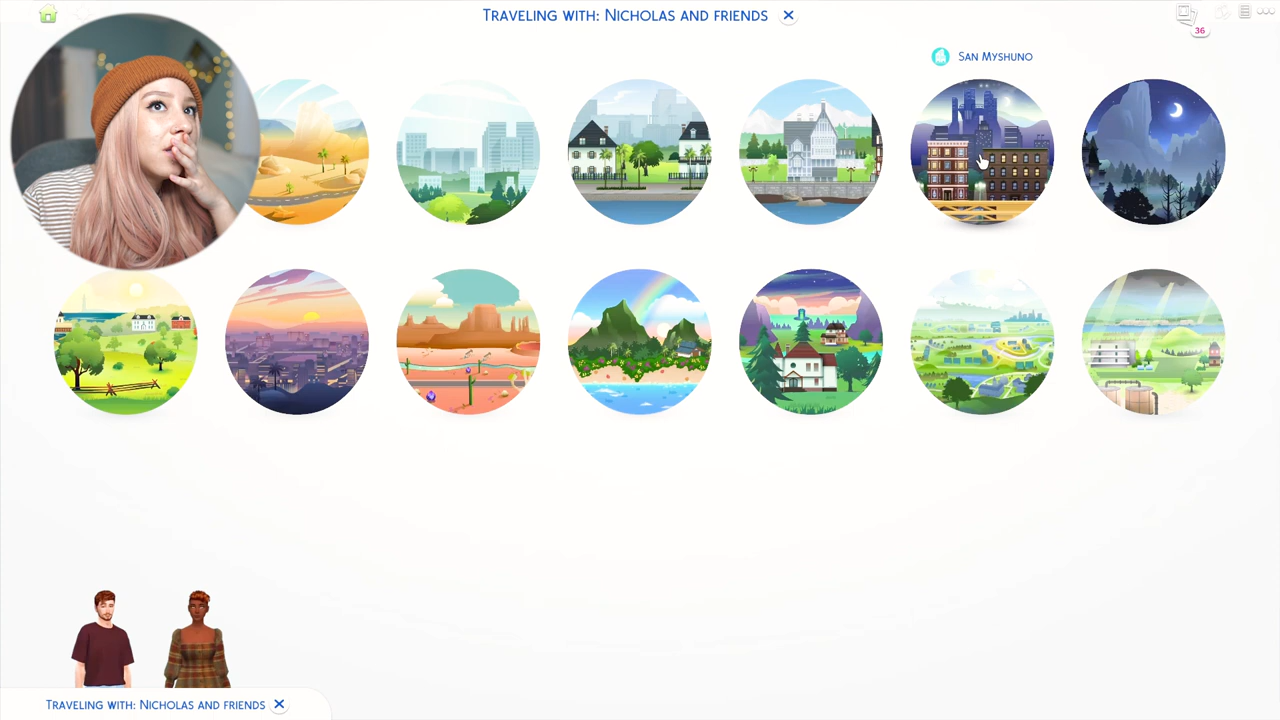 Traveling with: Nicholas and friends
36
San Myshuno
Traveling with: Nicholas and friends